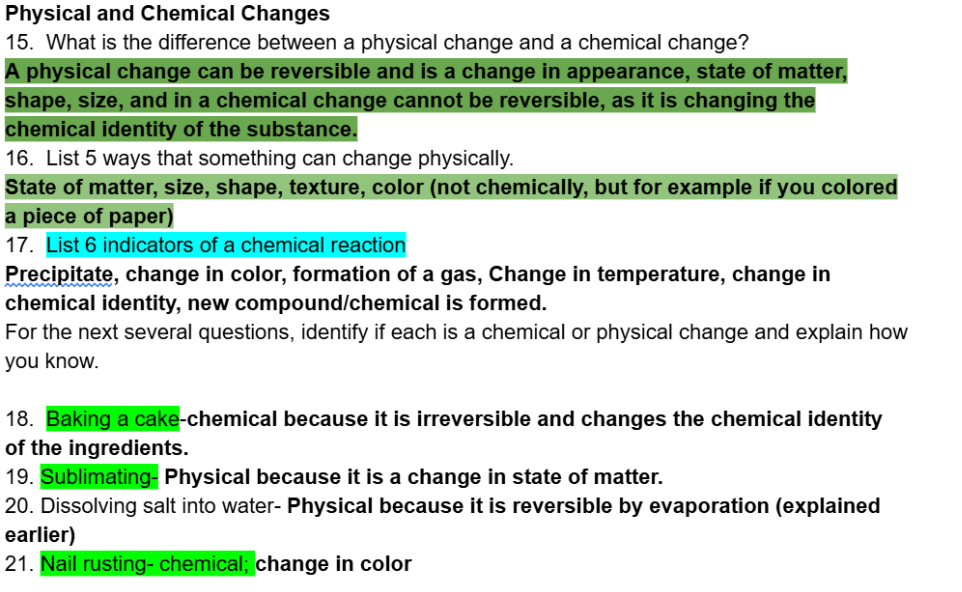 Physical and Chemical Changes
15.  What is the difference between a physical change and a chemical change?
A physical change can be reversible and is a change in appearance, state of matter,
shape, size, and in a chemical change cannot be reversible, as it is changing the
chemical identity of the substance.
16.  List 5 ways that something can change physically.
State of matter, size, shape, texture, color (not chemically, but for example if you colored
a piece of paper)
17.  List 6 indicators of a chemical reaction
Precipitate, change in color, formation of a gas, Change in temperature, change in
chemical identity, new compound/chemical is formed.
For the next several questions, identify if each is a chemical or physical change and explain how
you know.
18.  Baking a cake-chemical because it is irreversible and changes the chemical identity
of the ingredients.
19. Sublimating- Physical because it is a change in state of matter.
20. Dissolving salt into water- Physical because it is reversible by evaporation (explained
earlier)
21. Nail rusting- chemical; change in color